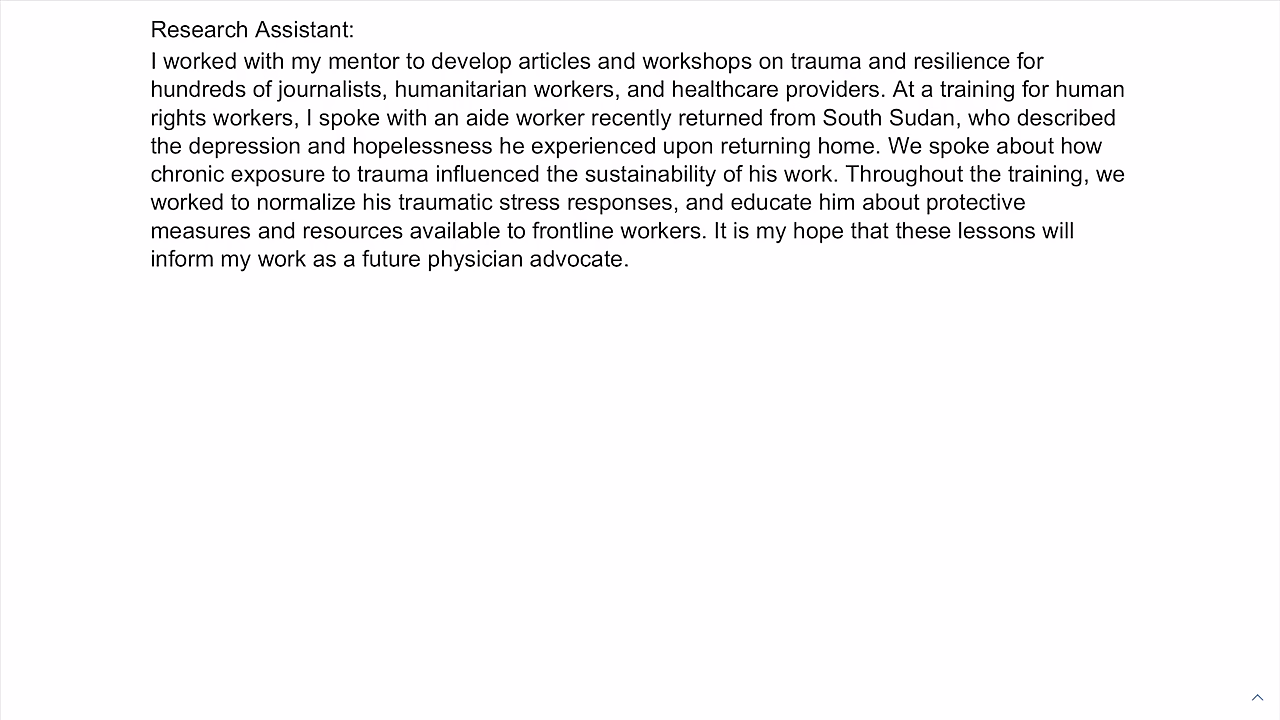 Research Assistant:
I worked with my mentor to develop articles and workshops on trauma and resilience for
hundreds of journalists, humanitarian workers, and healthcare providers. At a training for human
rights workers, I spoke with an aide worker recently returned from South Sudan, who described
the depression and hopelessness he experienced upon returning home. We spoke about how
chronic exposure to trauma influenced the sustainability of his work. Throughout the training, we
worked to normalize his traumatic stress responses, and educate him about protective
measures and resources available to frontline workers. It is my hope that these lessons will
inform my work as a future physician advocate.